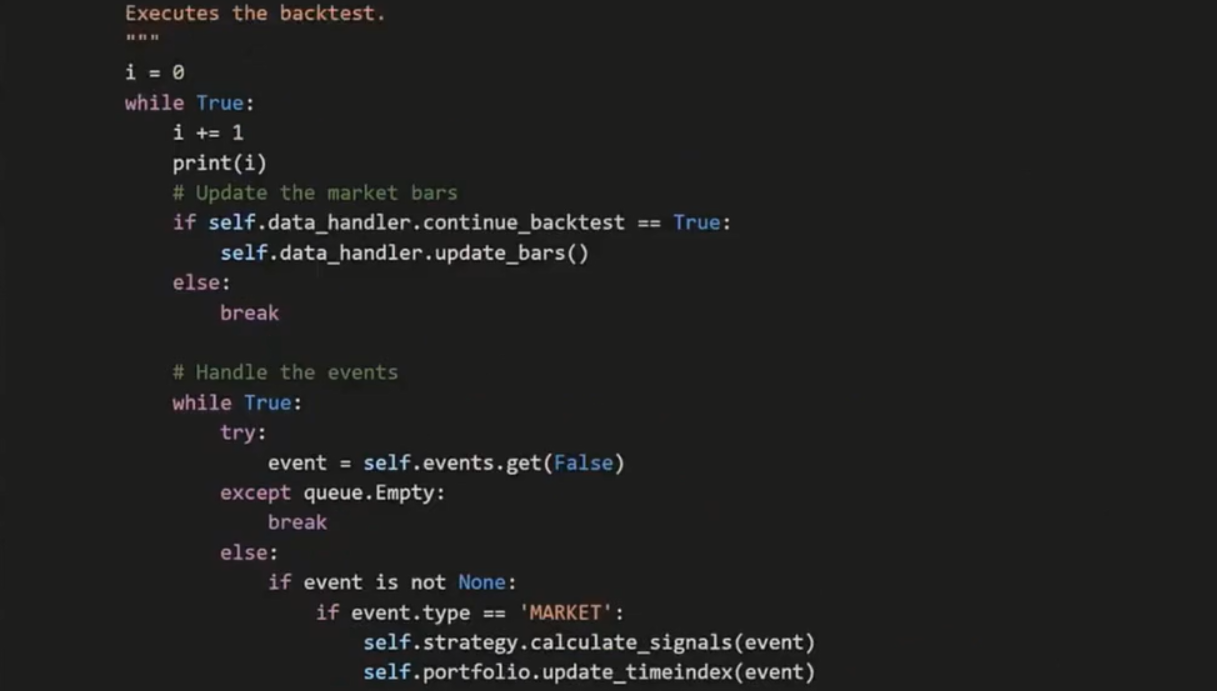 Executes the backtest.
"""
i = 0
while True:
    i += 1
    print(i)
    # Update the market bars
    if self.data_handler.continue_backtest == True:
        self.data_handler.update_bars()
    else:
        break

    # Handle the events
    while True:
        try:
            event = self.events.get(False)
        except queue.Empty:
            break
        else:
            if event is not None:
                if event.type == 'MARKET':
                    self.strategy.calculate_signals(event)
                    self.portfolio.update_timeindex(event)